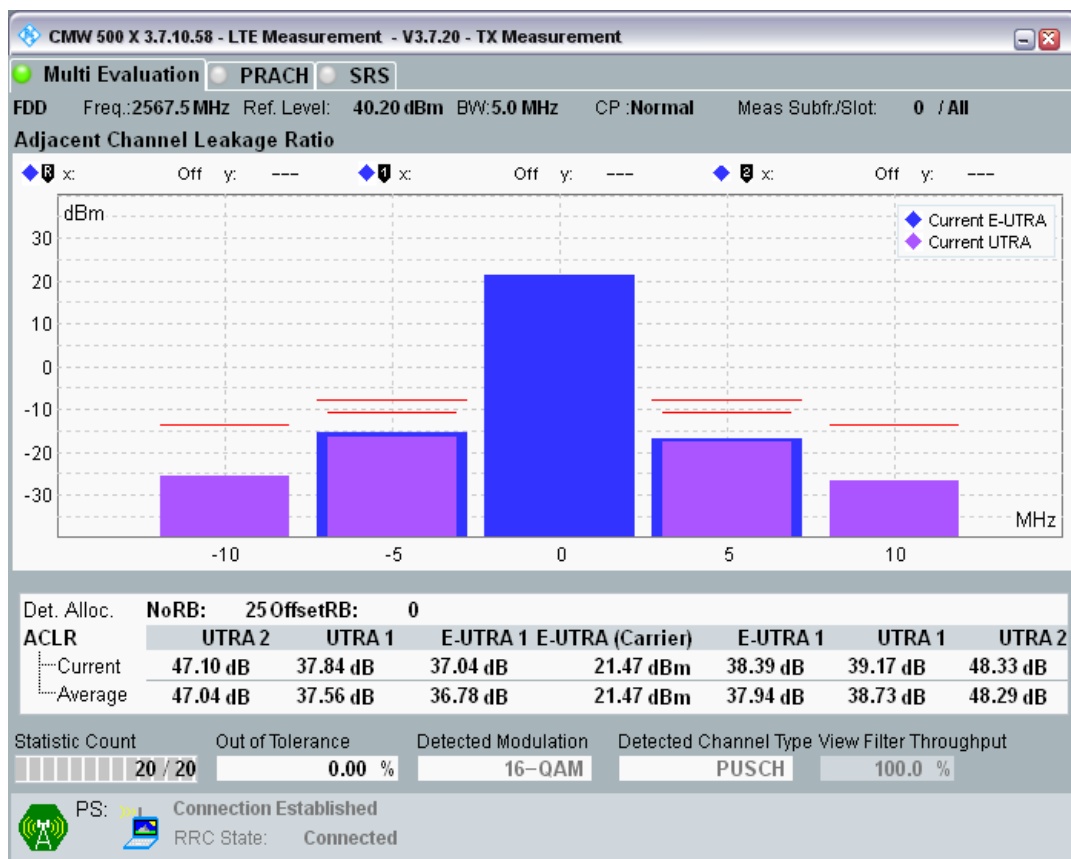 CMW 500 X 3.7.10.58 - LTE Measurement - V3.7.20 - TX Measurement
Multi Evaluation PRACH SRS
FDD Freq.:2567.5 MHz Ref. Level: 40.20 dBm BW:5.0 MHz CP :Normal Meas Subfr./Slot: 0 / All
Adjacent Channel Leakage Ratio
R x: Off y: --- 1 x: Off y: --- 2 x: Off y: ---
dBm
Current E-UTRA
Current UTRA
30
20
10
0
-10
-20
-30
MHz
-10 -5 0 5 10
Det. Alloc. NoRB: 25 OffsetRB: 0
ACLR UTRA 2 UTRA 1 E-UTRA 1 E-UTRA (Carrier) E-UTRA 1 UTRA 1 UTRA 2
Current 47.10 dB 37.84 dB 37.04 dB 21.47 dBm 38.39 dB 39.17 dB 48.33 dB
Average 47.04 dB 37.56 dB 36.78 dB 21.47 dBm 37.94 dB 38.73 dB 48.29 dB
Statistic Count Out of Tolerance Detected Modulation Detected Channel Type View Filter Throughput
20 / 20 0.00 % 16-QAM PUSCH 100.0 %
PS: Connection Established
RRC State: Connected